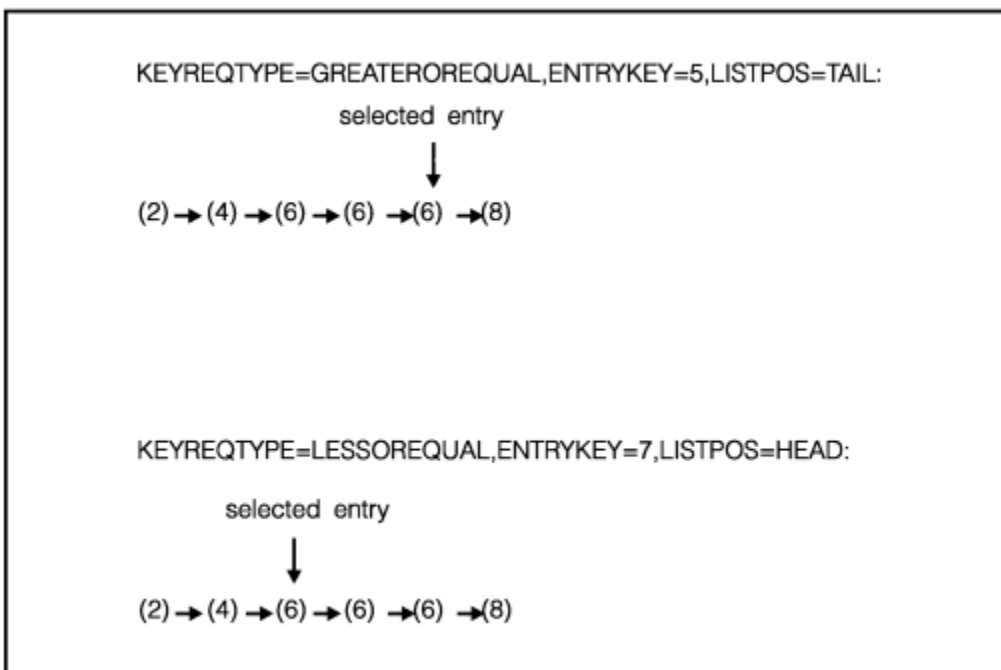 KEYREQTYPE=GREATEROREQUAL,ENTRYKEY=5,LISTPOS=TAIL:
selected entry
(2)→(4)→(6)→(6)→(6)→(8)
KEYREQTYPE=LESSOREQUAL,ENTRYKEY=7,LISTPOS=HEAD:
selected entry
(2)→(4)→(6)→(6)→(6)→(8)